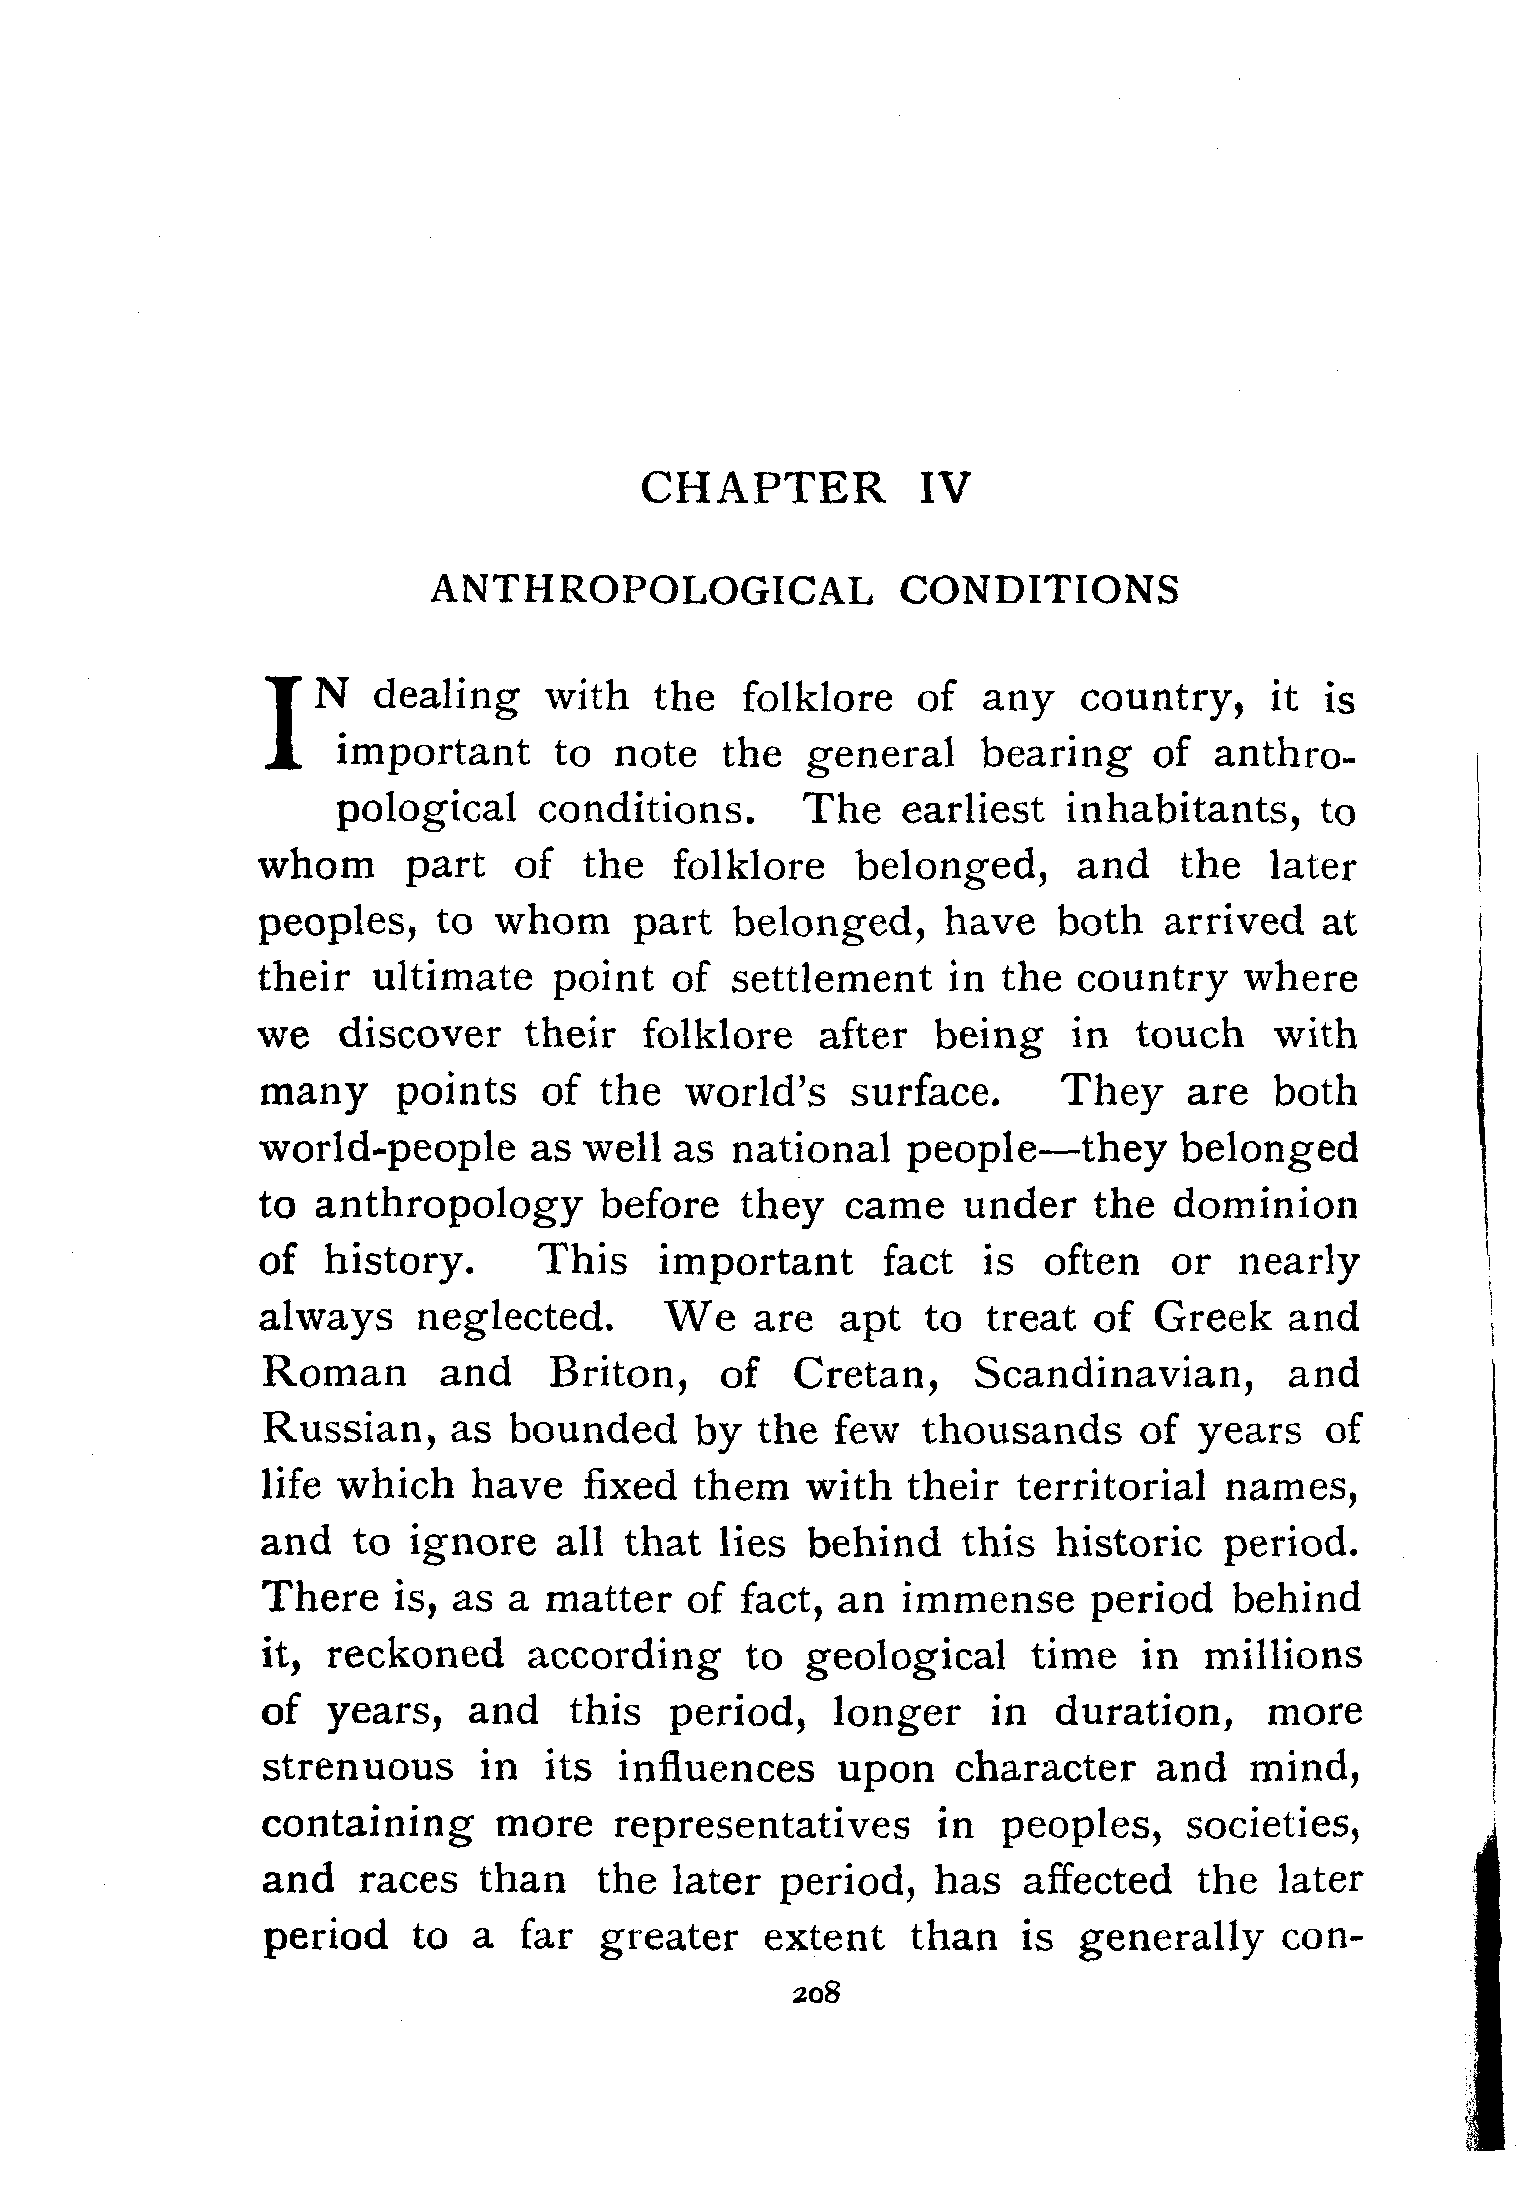 CHAPTER IV
ANTHROPOLOGICAL CONDITIONS
IN dealing with the folklore of any country, it is
important to note the general bearing of anthro-
pological conditions. The earliest inhabitants, to
whom part of the folklore belonged, and the later
peoples, to whom part belonged, have both arrived at
their ultimate point of settlement in the country where
we discover their folklore after being in touch with
many points of the world's surface. They are both
world-people as well as national people—they belonged
to anthropology before they came under the dominion
of history. This important fact is often or nearly
always neglected. We are apt to treat of Greek and
Roman and Briton, of Cretan, Scandinavian, and
Russian, as bounded by the few thousands of years of
life which have fixed them with their territorial names,
and to ignore all that lies behind this historic period.
There is, as a matter of fact, an immense period behind
it, reckoned according to geological time in millions
of years, and this period, longer in duration, more
strenuous in its influences upon character and mind,
containing more representatives in peoples, societies,
and races than the later period, has affected the later
period to a far greater extent than is generally con-
208